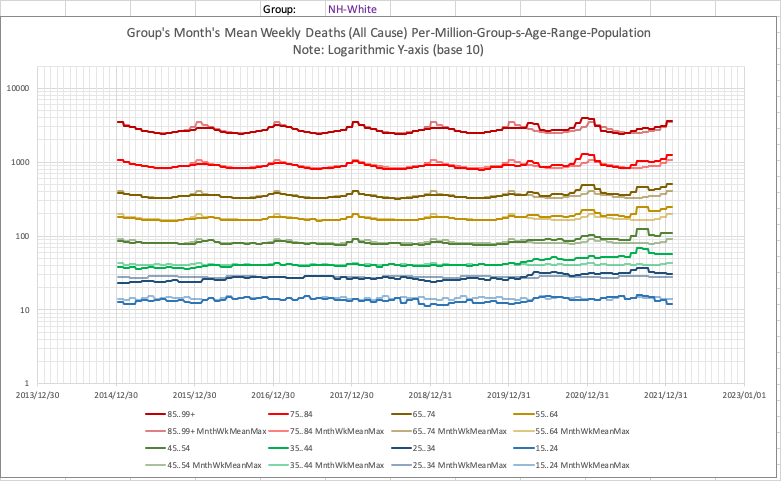 Group: NH-White
Group's Month's Mean Weekly Deaths (All Cause) Per-Million-Group-s-Age-Range-Population
Note: Logarithmic Y-axis (base 10)
10000
1000
100
10
1
2013/12/30 2014/12/30 2015/12/30 2016/12/30 2017/12/30 2018/12/31 2019/12/31 2020/12/31 2021/12/31 2023/01/01
85..99+ 75..84 65..74 55..64
85..99+ MnthWkMeanMax 75..84 MnthWkMeanMax 65..74 MnthWkMeanMax 55..64 MnthWkMeanMax
45..54 35..44 25..34 15..24
45..54 MnthWkMeanMax 35..44 MnthWkMeanMax 25..34 MnthWkMeanMax 15..24 MnthWkMeanMax